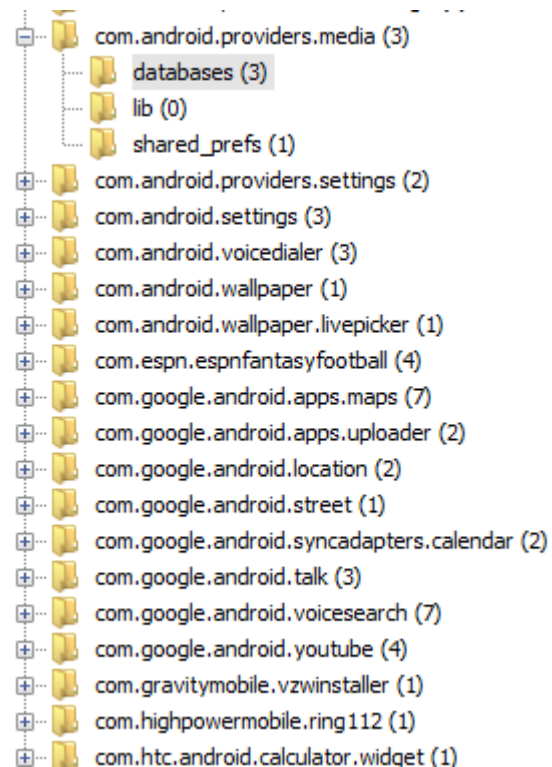 com.android.providers.media (3)
databases (3)
lib (0)
shared_prefs (1)
com.android.providers.settings (2)
com.android.settings (3)
com.android.voicedialer (3)
com.android.wallpaper (1)
com.android.wallpaper.livepicker (1)
com.espn.espnfantasyfootball (4)
com.google.android.apps.maps (7)
com.google.android.apps.uploader (2)
com.google.android.location (2)
com.google.android.street (1)
com.google.android.syncadapters.calendar (2)
com.google.android.talk (3)
com.google.android.voicesearch (7)
com.google.android.youtube (4)
com.gravitymobile.vzwinstaller (1)
com.highpowermobile.ring112 (1)
com.htc.android.calculator.widget (1)